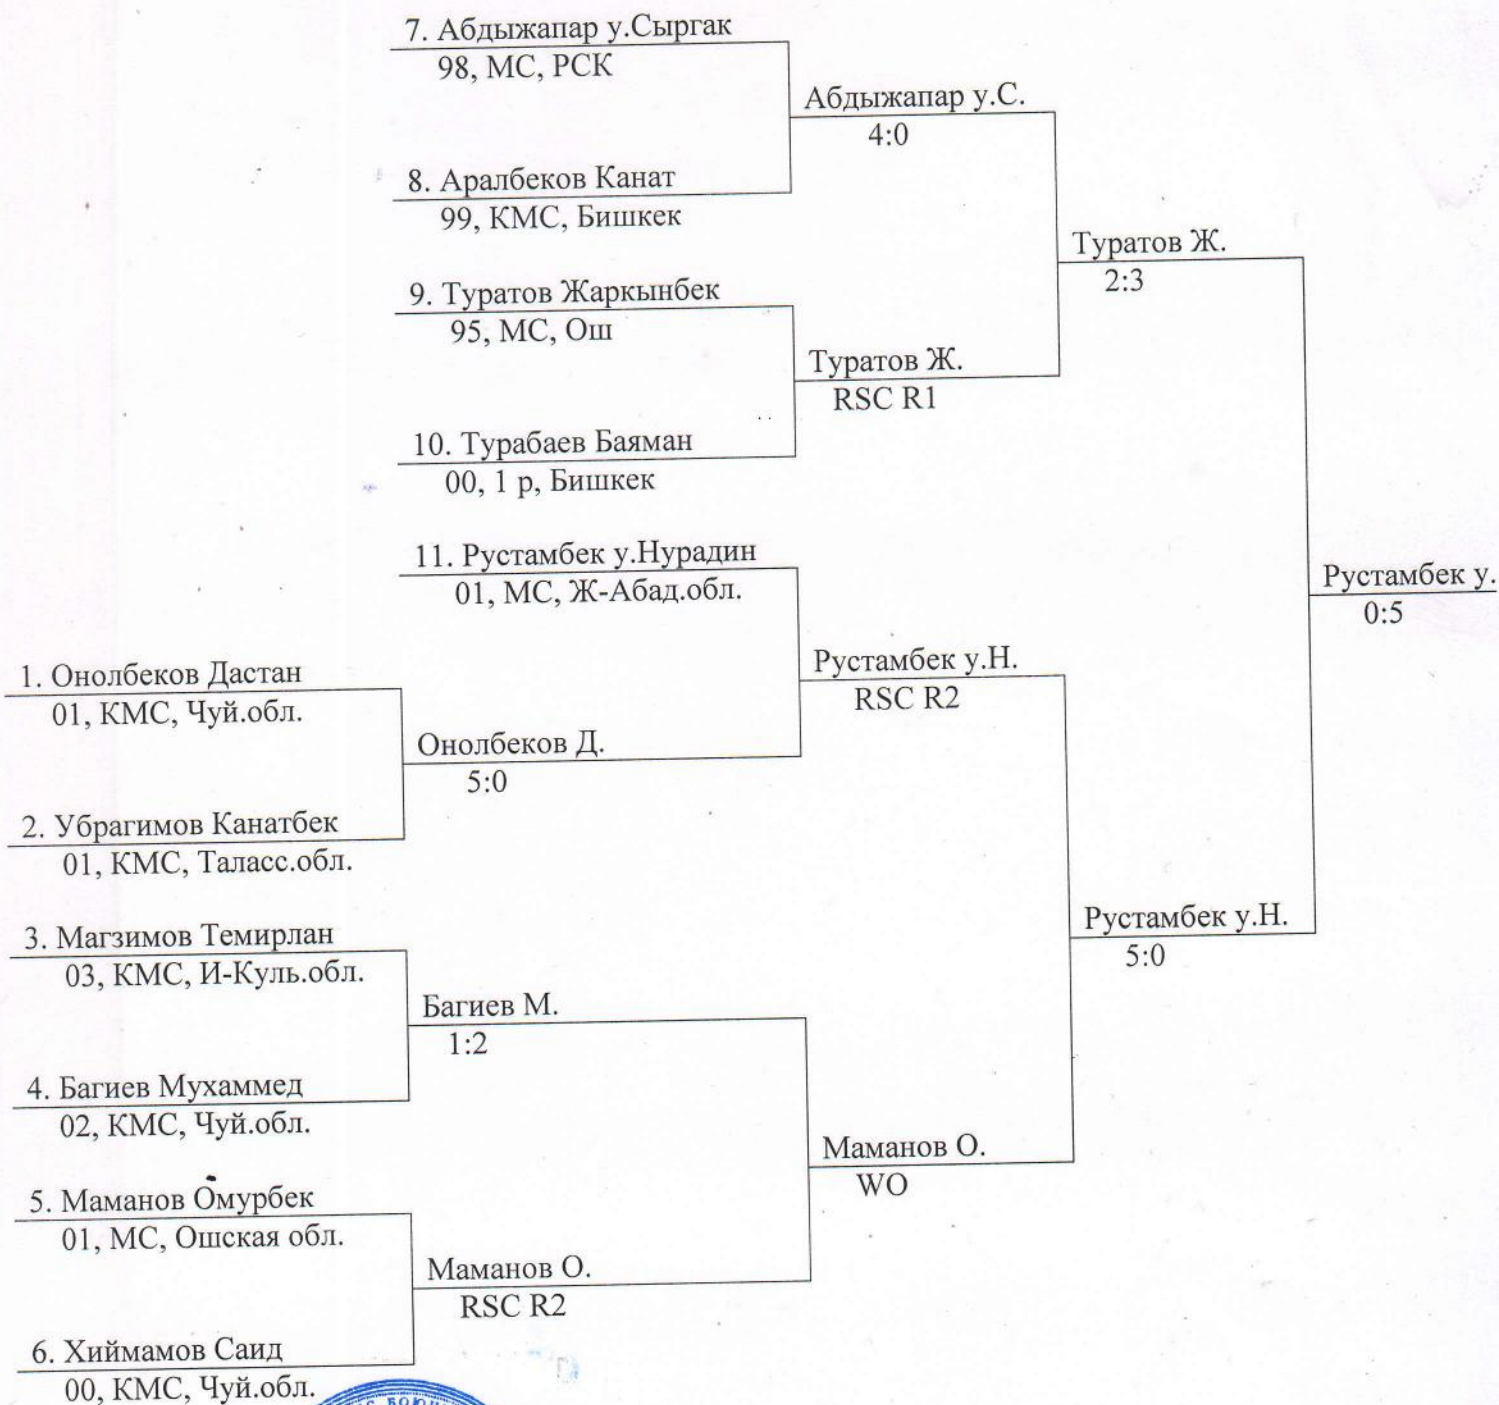 7. Абдыжапар у.Сыргак
98, МС, РСК
Абдыжапар у.С.
4:0
8. Аралбеков Канат
99, КМС, Бишкек
Туратов Ж.
2:3
9. Туратов Жаркынбек
95, МС, Ош
Туратов Ж.
RSC R1
10. Турабаев Баяман
00, 1 р, Бишкек
11. Рустамбек у.Нурадин
01, МС, Ж-Абад.обл.
Рустамбек у.
0:5
Рустамбек у.Н.
RSC R2
1. Онолбеков Дастан
01, КМС, Чуй.обл.
Онолбеков Д.
5:0
2. Убрагимов Канатбек
01, КМС, Таласс.обл.
Рустамбек у.Н.
5:0
3. Магзимов Темирлан
03, КМС, И-Куль.обл.
Багиев М.
1:2
4. Багиев Мухаммед
02, КМС, Чуй.обл.
Маманов О.
WO
5. Маманов Омурбек
01, МС, Ошская обл.
Маманов О.
RSC R2
6. Хиймамов Саид
00, КМС, Чуй.обл.